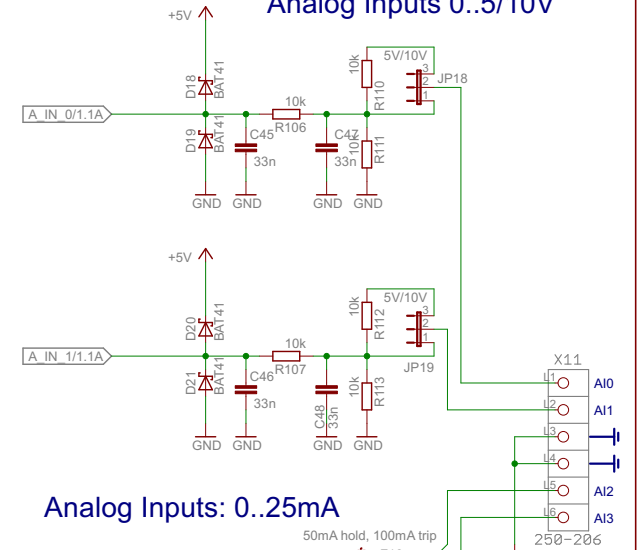 Analog Inputs 0..5/10V
+5V
D18
BAT41
A_IN_0/1.1A
D19
BAT41
10k
R106
C45
33n
C47
33n
10k
R110
10k
R111
5V/10V
3
2
1
JP18
GND
GND
GND
GND
+5V
D20
BAT41
A_IN_1/1.1A
D21
BAT41
10k
R107
C46
33n
C48
33n
10k
R112
10k
R113
5V/10V
3
2
1
JP19
GND
GND
GND
GND
X11
L1
AI0
L2
AI1
L3
L4
L5
AI2
L6
AI3
250-206
Analog Inputs: 0..25mA
50mA hold, 100mA trip